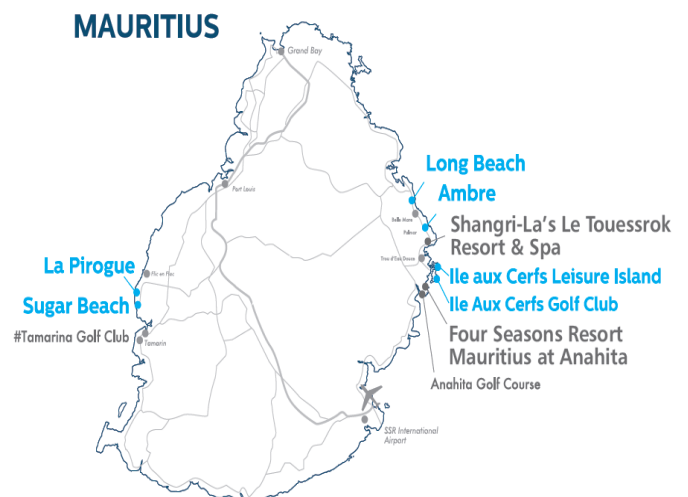 MAURITIUS
Grand Bay
Long Beach
Ambre
Port Louis
Belle Mare
Palmar
Shangri-La's Le Touessrok
Resort & Spa
Trou d'Eau Douce
La Pirogue
Flic en Flac
Ile aux Cerfs Leisure Island
Sugar Beach
Ile Aux Cerfs Golf Club
#Tamarina Golf Club
Tamarin
Four Seasons Resort
Mauritius at Anahita
Anahita Golf Course
SSR International
Airport